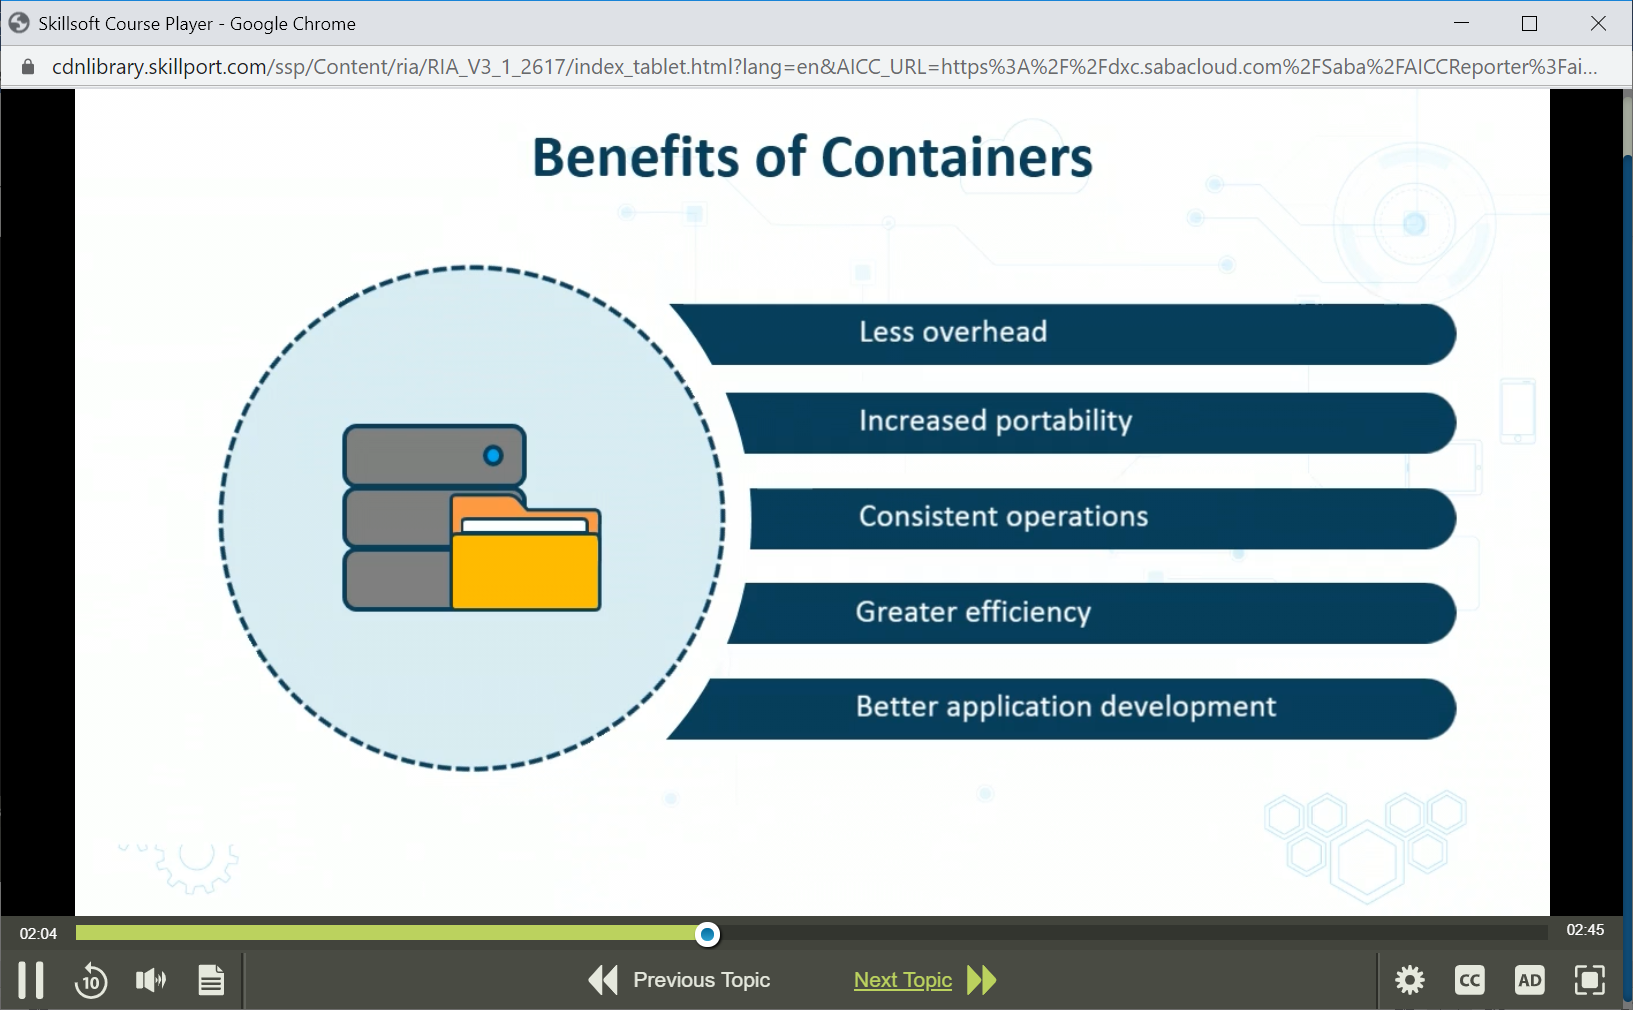 Skillsoft Course Player - Google Chrome
cdnlibrary.skillport.com/ssp/Content/ria/RIA_V3_1_2617/index_tablet.html?lang=en&AICC_URL=https%3A%2F%2Fdxc.sabacloud.com%2FSaba%2FAICCReporter%3Fai...
Benefits of Containers
Less overhead
Increased portability
Consistent operations
Greater efficiency
Better application development
02:04
02:45
10
Previous Topic
Next Topic
CC
AD